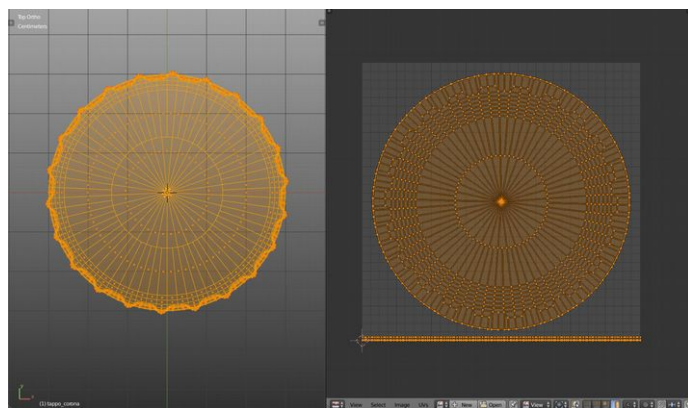 Top Ortho
Centimeters
(1) tappo_corona
View Select Image UVs New Open View